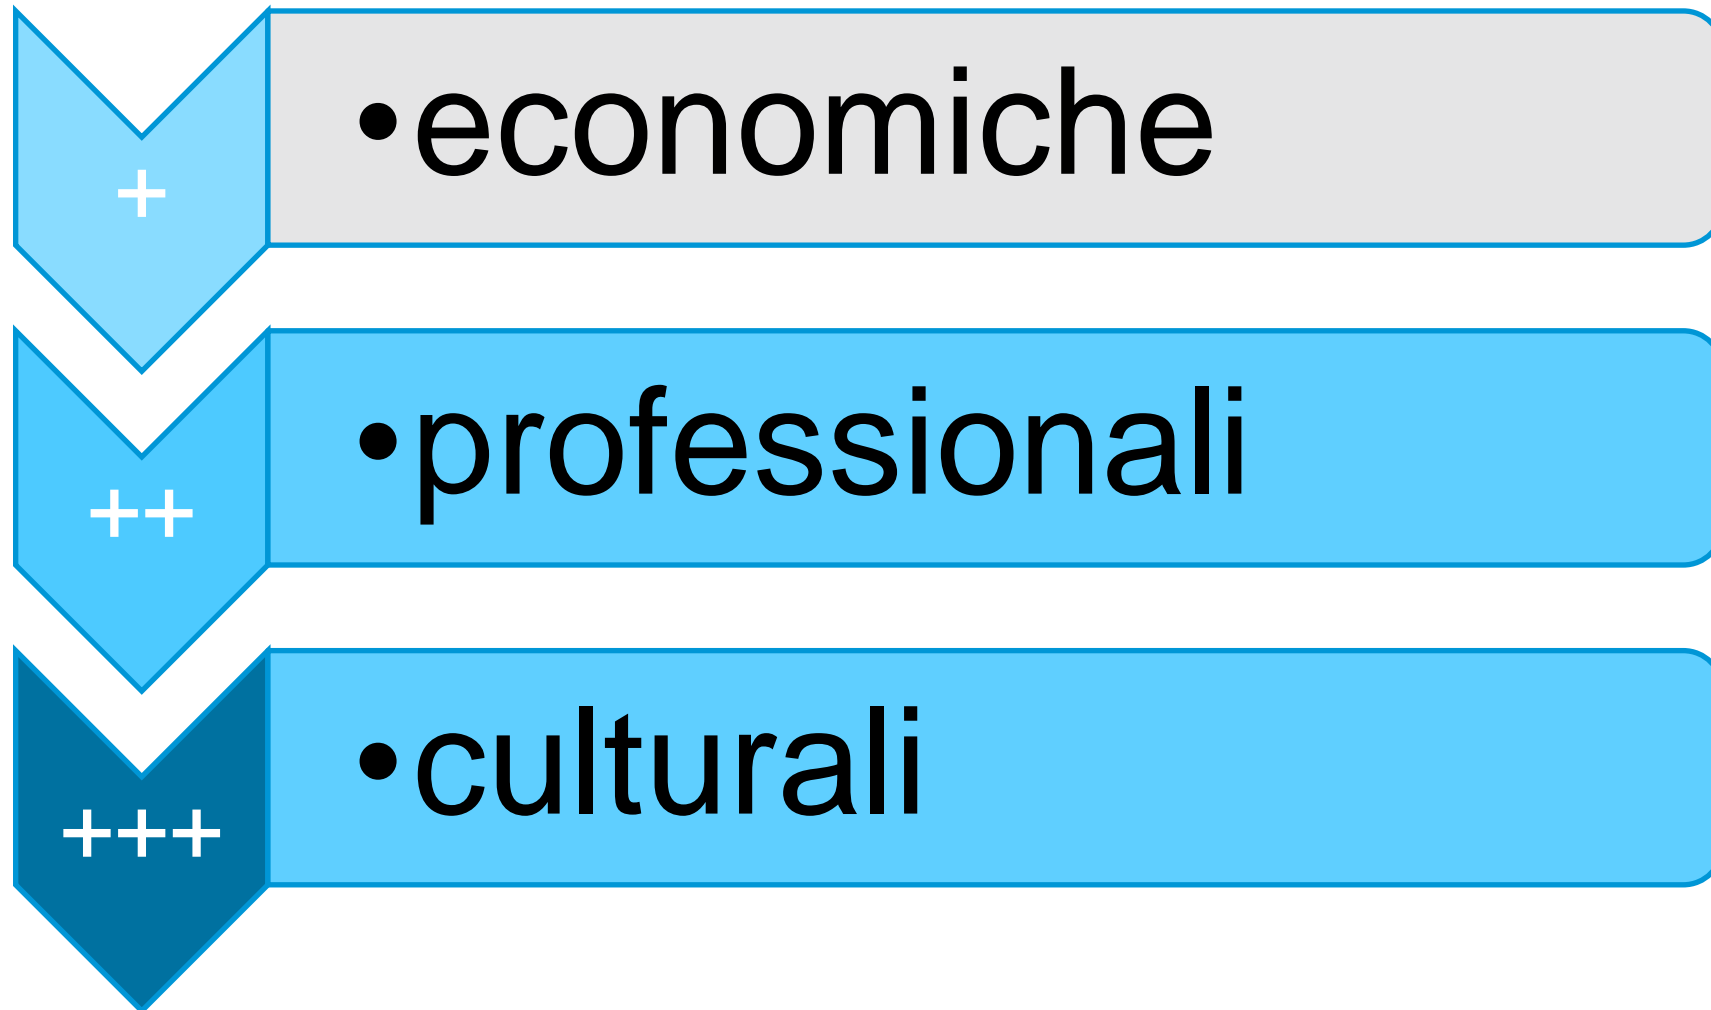 •economiche
+
•professionali
++
•culturali
+++